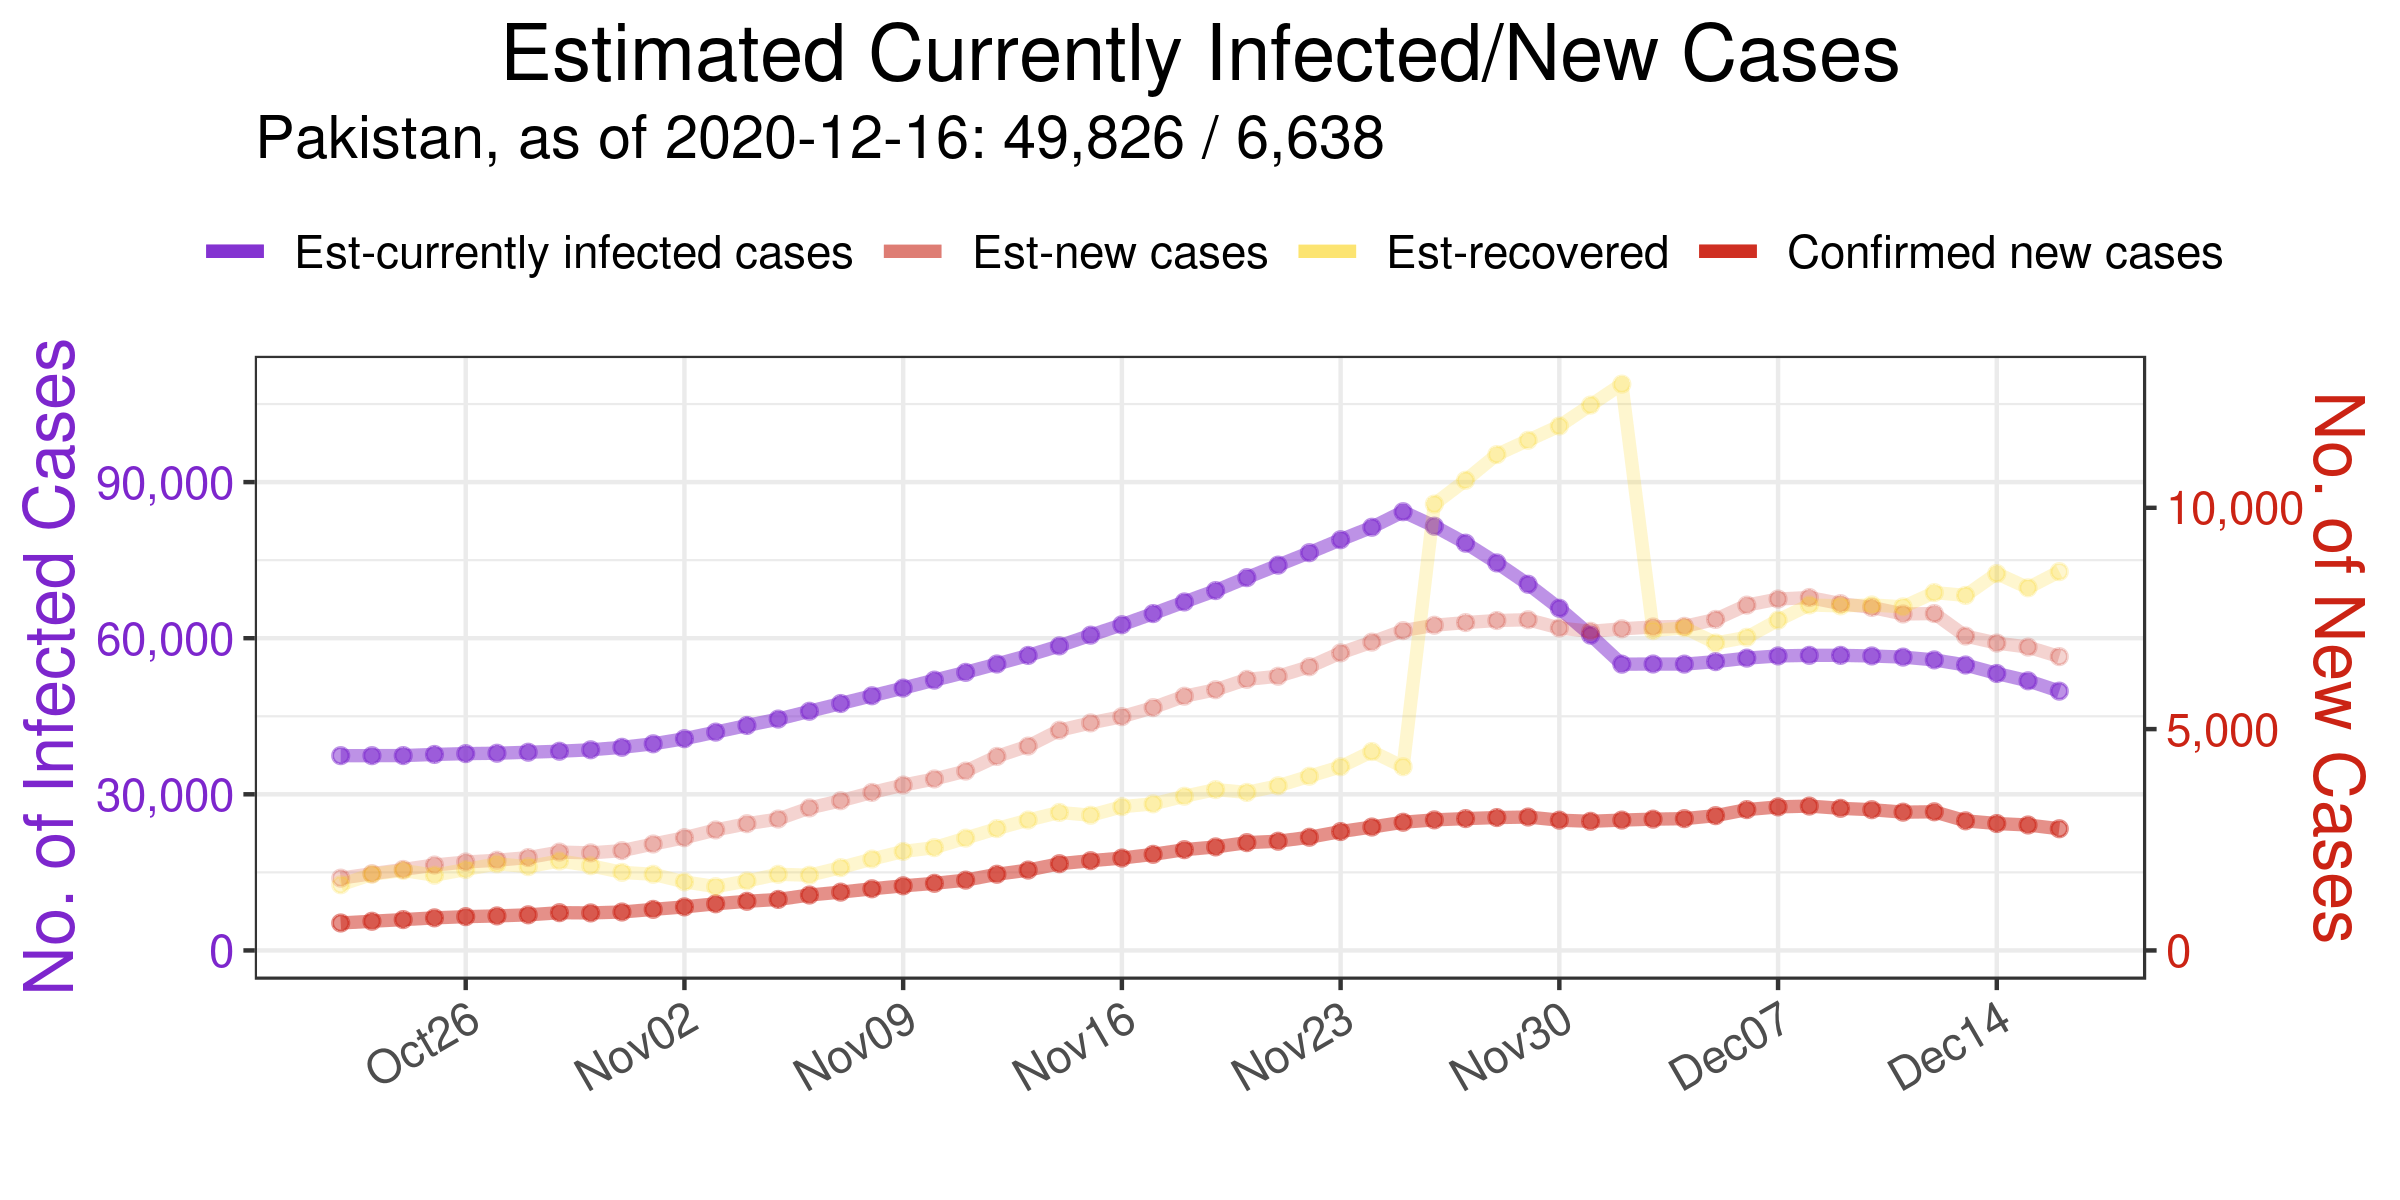 Estimated Currently Infected/New Cases
Pakistan, as of 2020-12-16: 49,826 / 6,638
Est-currently infected cases Est-new cases Est-recovered Confirmed new cases
No. of Infected Cases
90,000
60,000
30,000
0
10,000
5,000
0
No. of New Cases
Oct26 Nov02 Nov09 Nov16 Nov23 Nov30 Dec07 Dec14